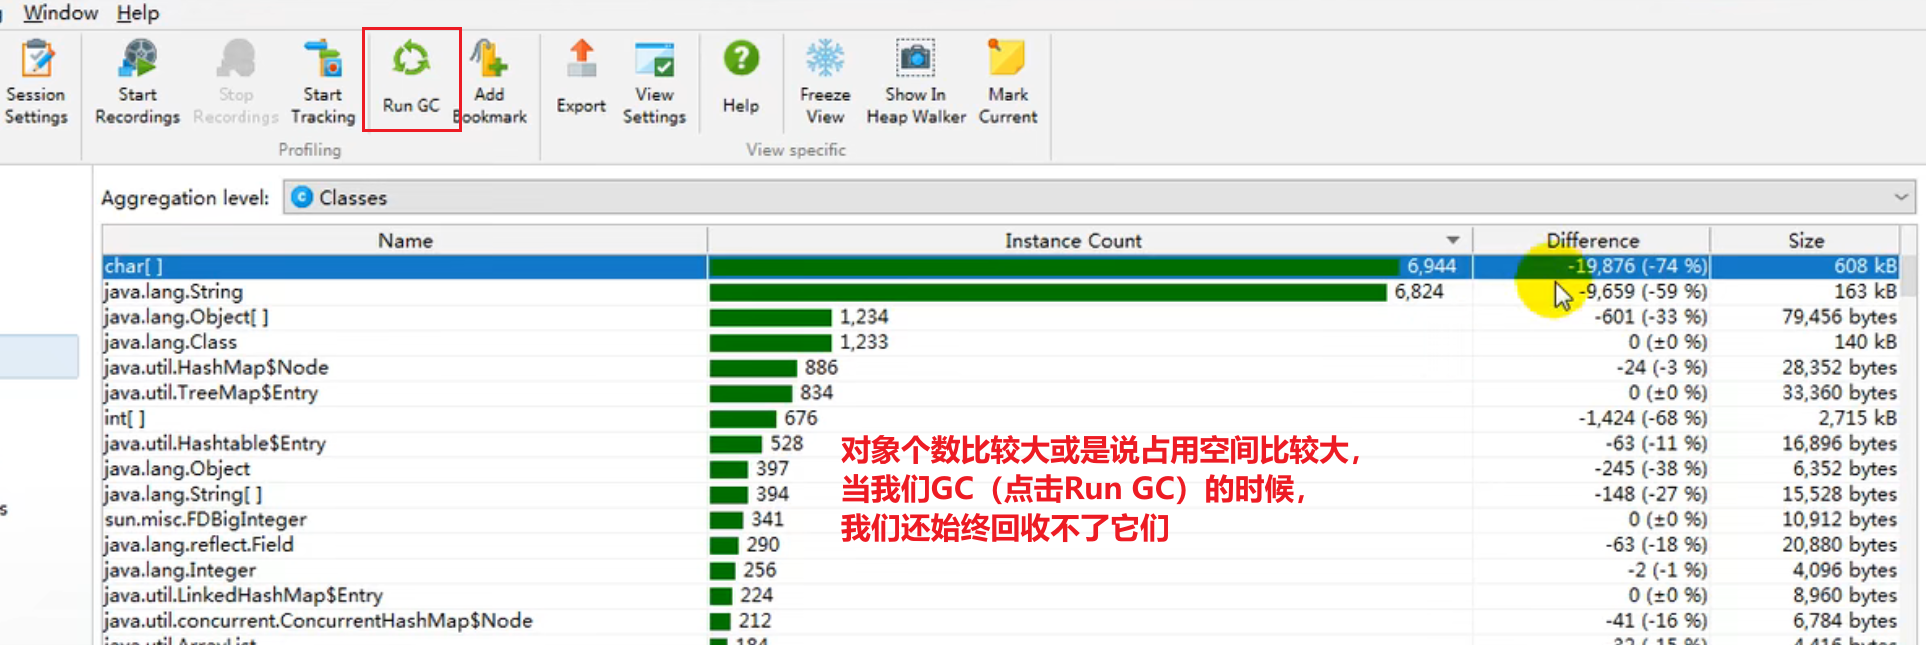 Window Help
Session Settings
Start Recordings
Stop Recordings
Start Tracking
Run GC
Add Bookmark
Export
View Settings
Help
Freeze View
Show In Heap Walker
Mark Current
Profiling
View specific
Aggregation level: Classes
Name Instance Count Difference Size
char[ ] 6,944 -19,876 (-74 %) 608 kB
java.lang.String 6,824 -9,659 (-59 %) 163 kB
java.lang.Object[ ] 1,234 -601 (-33 %) 79,456 bytes
java.lang.Class 1,233 0 (±0 %) 140 kB
java.util.HashMap$Node 886 -24 (-3 %) 28,352 bytes
java.util.TreeMap$Entry 834 0 (±0 %) 33,360 bytes
int[ ] 676 -1,424 (-68 %) 2,715 kB
java.util.Hashtable$Entry 528 -63 (-11 %) 16,896 bytes
java.lang.Object 397 -245 (-38 %) 6,352 bytes
java.lang.String[ ] 394 -148 (-27 %) 15,528 bytes
sun.misc.FDBigInteger 341 0 (±0 %) 10,912 bytes
java.lang.reflect.Field 290 -63 (-18 %) 20,880 bytes
java.lang.Integer 256 -2 (-1 %) 4,096 bytes
java.util.LinkedHashMap$Entry 224 0 (±0 %) 8,960 bytes
java.util.concurrent.ConcurrentHashMap$Node 212 -41 (-16 %) 6,784 bytes
java.util.ArrayList 184
对象个数比较大或是说占用空间比较大，
当我们GC（点击Run GC）的时候，
我们还始终回收不了它们